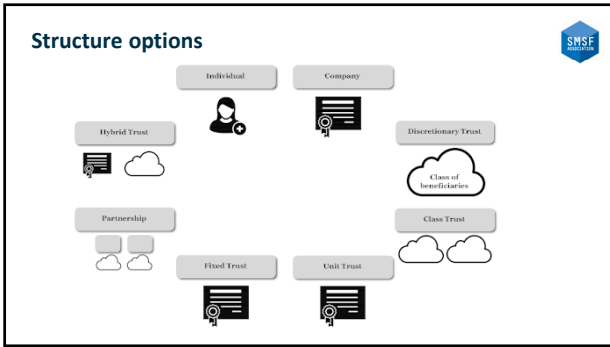 Structure options
SMSF
ASSOCIATION
Individual
Company
Hybrid Trust
Discretionary Trust
Class of
beneficiaries
Partnership
Class Trust
Fixed Trust
Unit Trust